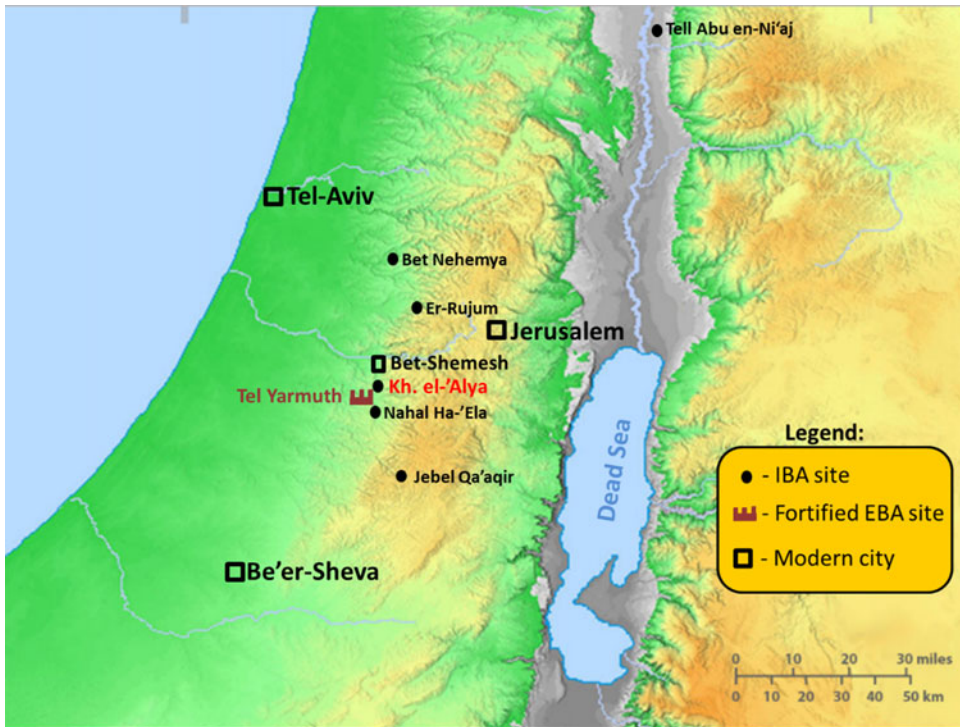 Tell Abu en-Ni‘aj
Tel-Aviv
Bet Nehemya
Er-Rujum
Jerusalem
Bet-Shemesh
Kh. el-’Alya
Tel Yarmuth
Nahal Ha-’Ela
Jebel Qa’aqir
Be’er-Sheva
Dead Sea
Legend:
- IBA site
- Fortified EBA site
- Modern city
0 10 20 30 miles
0 10 20 30 40 50 km